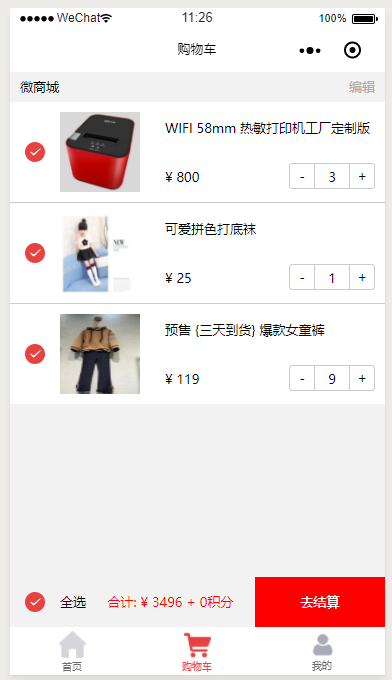 WeChat 11:26 100%
购物车
微商城 编辑
WIFI 58mm 热敏打印机工厂定制版
¥ 800 - 3 +
NEW
可爱拼色打底袜
¥ 25 - 1 +
预售 {三天到货} 爆款女童裤
¥ 119 - 9 +
全选 合计: ¥ 3496 + 0积分 去结算
首页 购物车 我的